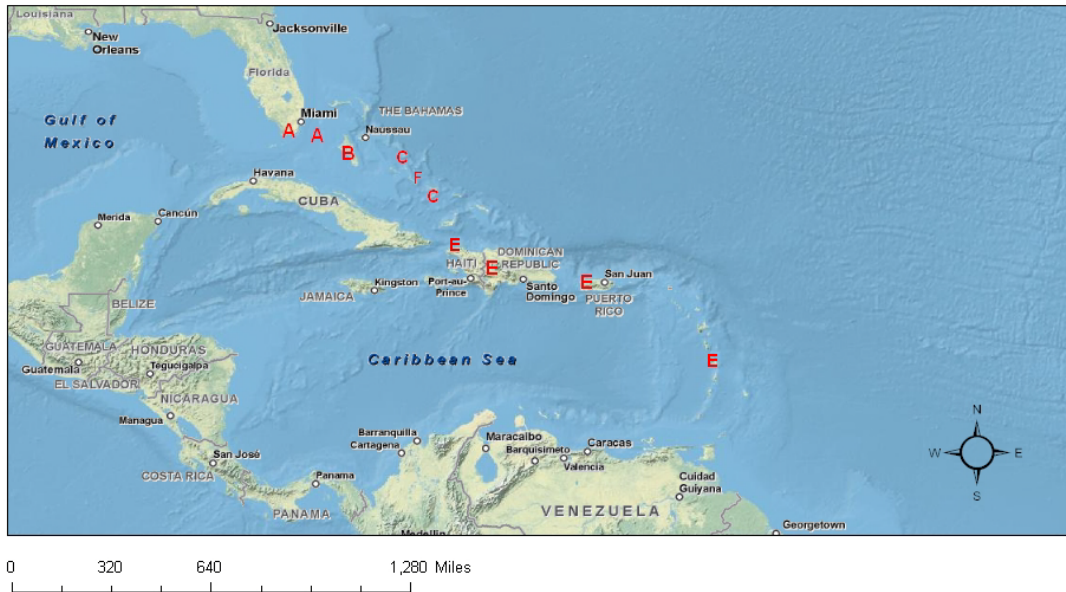 Louisiana
New
Orleans
Jacksonville
Florida
Gulf of
Mexico
Miami
THE BAHAMAS
Naussau
A
A
B
C
F
C
Havana
CUBA
Merida
Cancún
E
HAITI
E
DOMINICAN
REPUBLIC
Port-au-
Prince
Santo
Domingo
E
San Juan
PUERTO
RICO
Kingston
JAMAICA
BELIZE
GUATEMALA
Guatemala
HONDURAS
Tegucigalpa
EL SALVADOR
NICARAGUA
Managua
Caribbean Sea
E
Barranquilla
Cartagena
Maracaibo
Barquisimeto
Caracas
Valencia
San José
COSTA RICA
Panama
PANAMA
Medellin
VENEZUELA
Cuidad
Guiyana
Georgetown
N
W E
S
0 320 640 1,280 Miles